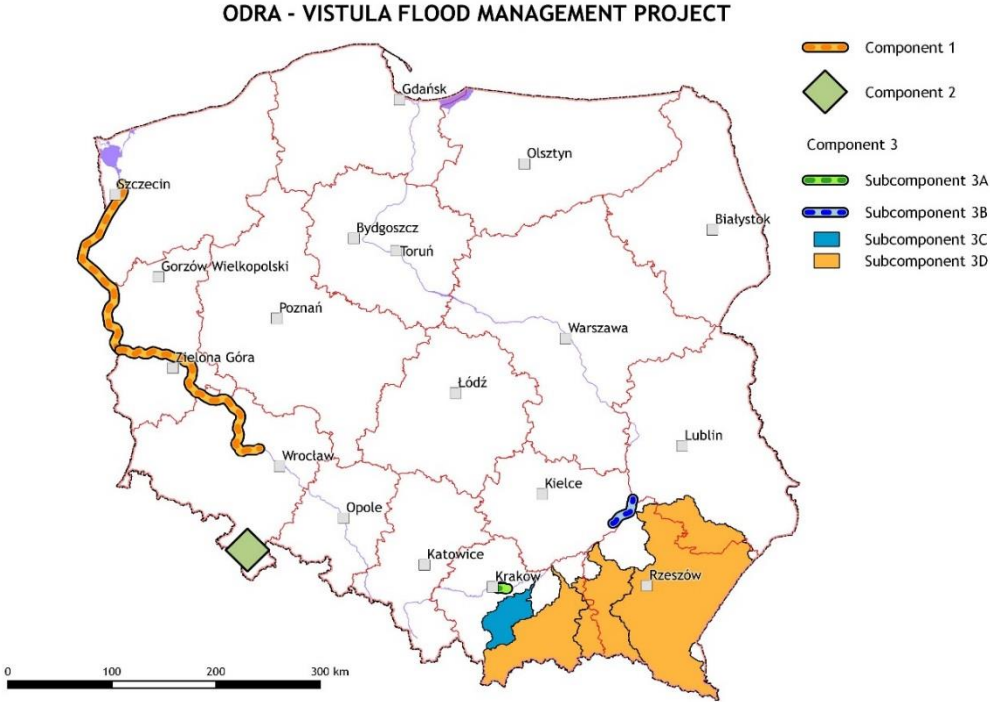 ODRA - VISTULA FLOOD MANAGEMENT PROJECT
Component 1
Component 2
Component 3
Subcomponent 3A
Subcomponent 3B
Subcomponent 3C
Subcomponent 3D
Gdańsk
Olsztyn
Szczecin
Białystok
Bydgoszcz
Toruń
Gorzów Wielkopolski
Poznań
Warszawa
Zielona Góra
Łódź
Lublin
Wrocław
Kielce
Opole
Katowice
Kraków
Rzeszów
0 100 200 300 km